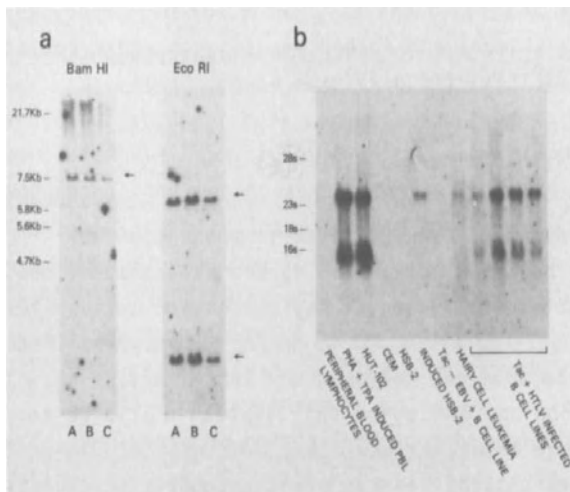 a
Bam HI
Eco RI
21.7Kb
7.5Kb
5.8Kb
5.6Kb
4.7Kb
A B C
A B C
b
28s
23s
18s
16s
PERIPHERAL BLOOD
LYMPHOCYTES
PHA + TPA INDUCED PBL
HUT-102
CEM
HSB-2
INDUCED HSB-2
Tac - EBV + B CELL LINE
HAIRY CELL LEUKEMIA
Tac + HTLV INFECTED
B CELL LINES